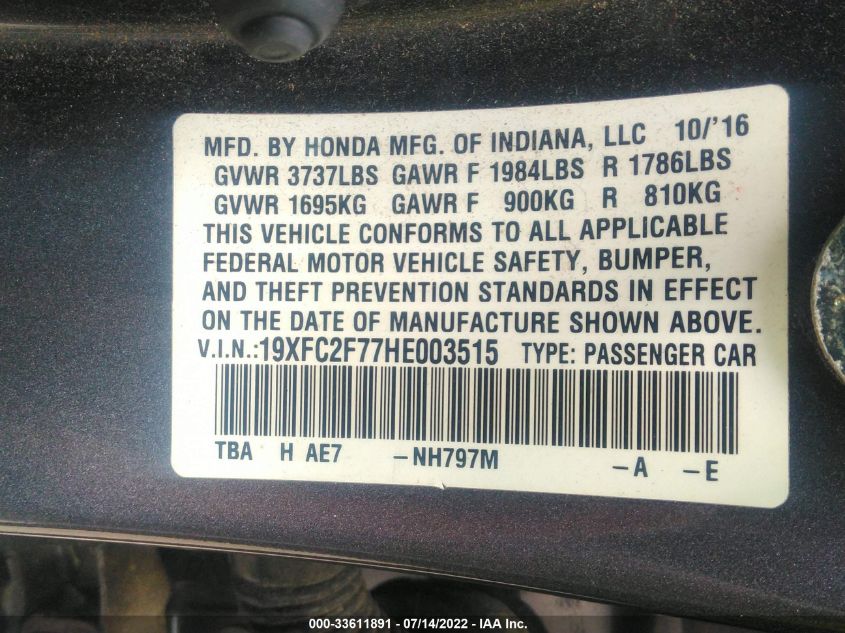 MFD. BY HONDA MFG. OF INDIANA, LLC 10/'16
GVWR 3737LBS GAWR F 1984LBS R 1786LBS
GVWR 1695KG GAWR F 900KG R 810KG
THIS VEHICLE CONFORMS TO ALL APPLICABLE
FEDERAL MOTOR VEHICLE SAFETY, BUMPER,
AND THEFT PREVENTION STANDARDS IN EFFECT
ON THE DATE OF MANUFACTURE SHOWN ABOVE.
V.I.N.:19XFC2F77HE003515 TYPE: PASSENGER CAR
TBA H AE7 –NH797M –A –E
000-33611891 - 07/14/2022 - IAA Inc.